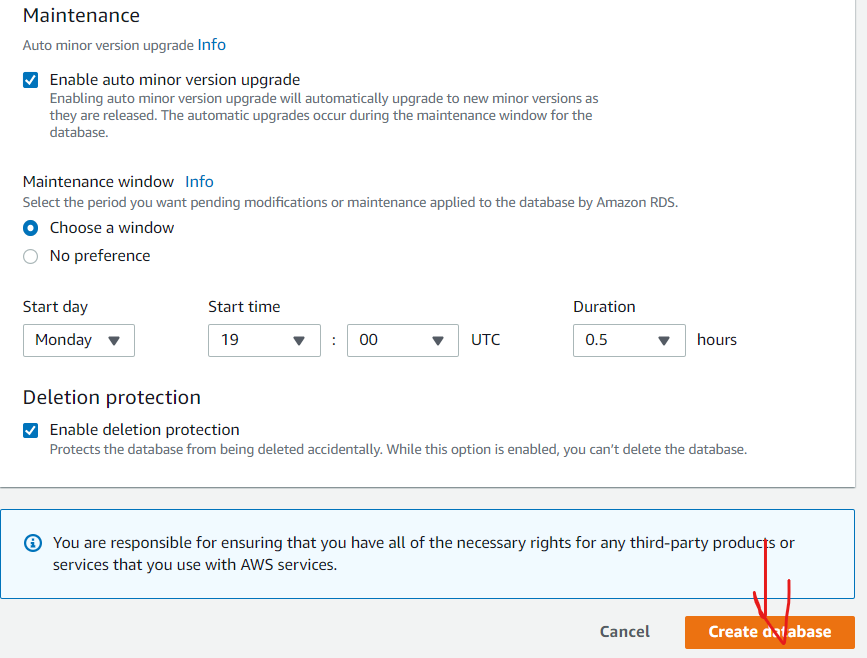 Maintenance
Auto minor version upgrade Info
Enable auto minor version upgrade
Enabling auto minor version upgrade will automatically upgrade to new minor versions as
they are released. The automatic upgrades occur during the maintenance window for the
database.
Maintenance window Info
Select the period you want pending modifications or maintenance applied to the database by Amazon RDS.
Choose a window
No preference
Start day Start time Duration
Monday 19 : 00 UTC 0.5 hours
Deletion protection
Enable deletion protection
Protects the database from being deleted accidentally. While this option is enabled, you can’t delete the database.
You are responsible for ensuring that you have all of the necessary rights for any third-party products or
services that you use with AWS services.
Cancel Create database